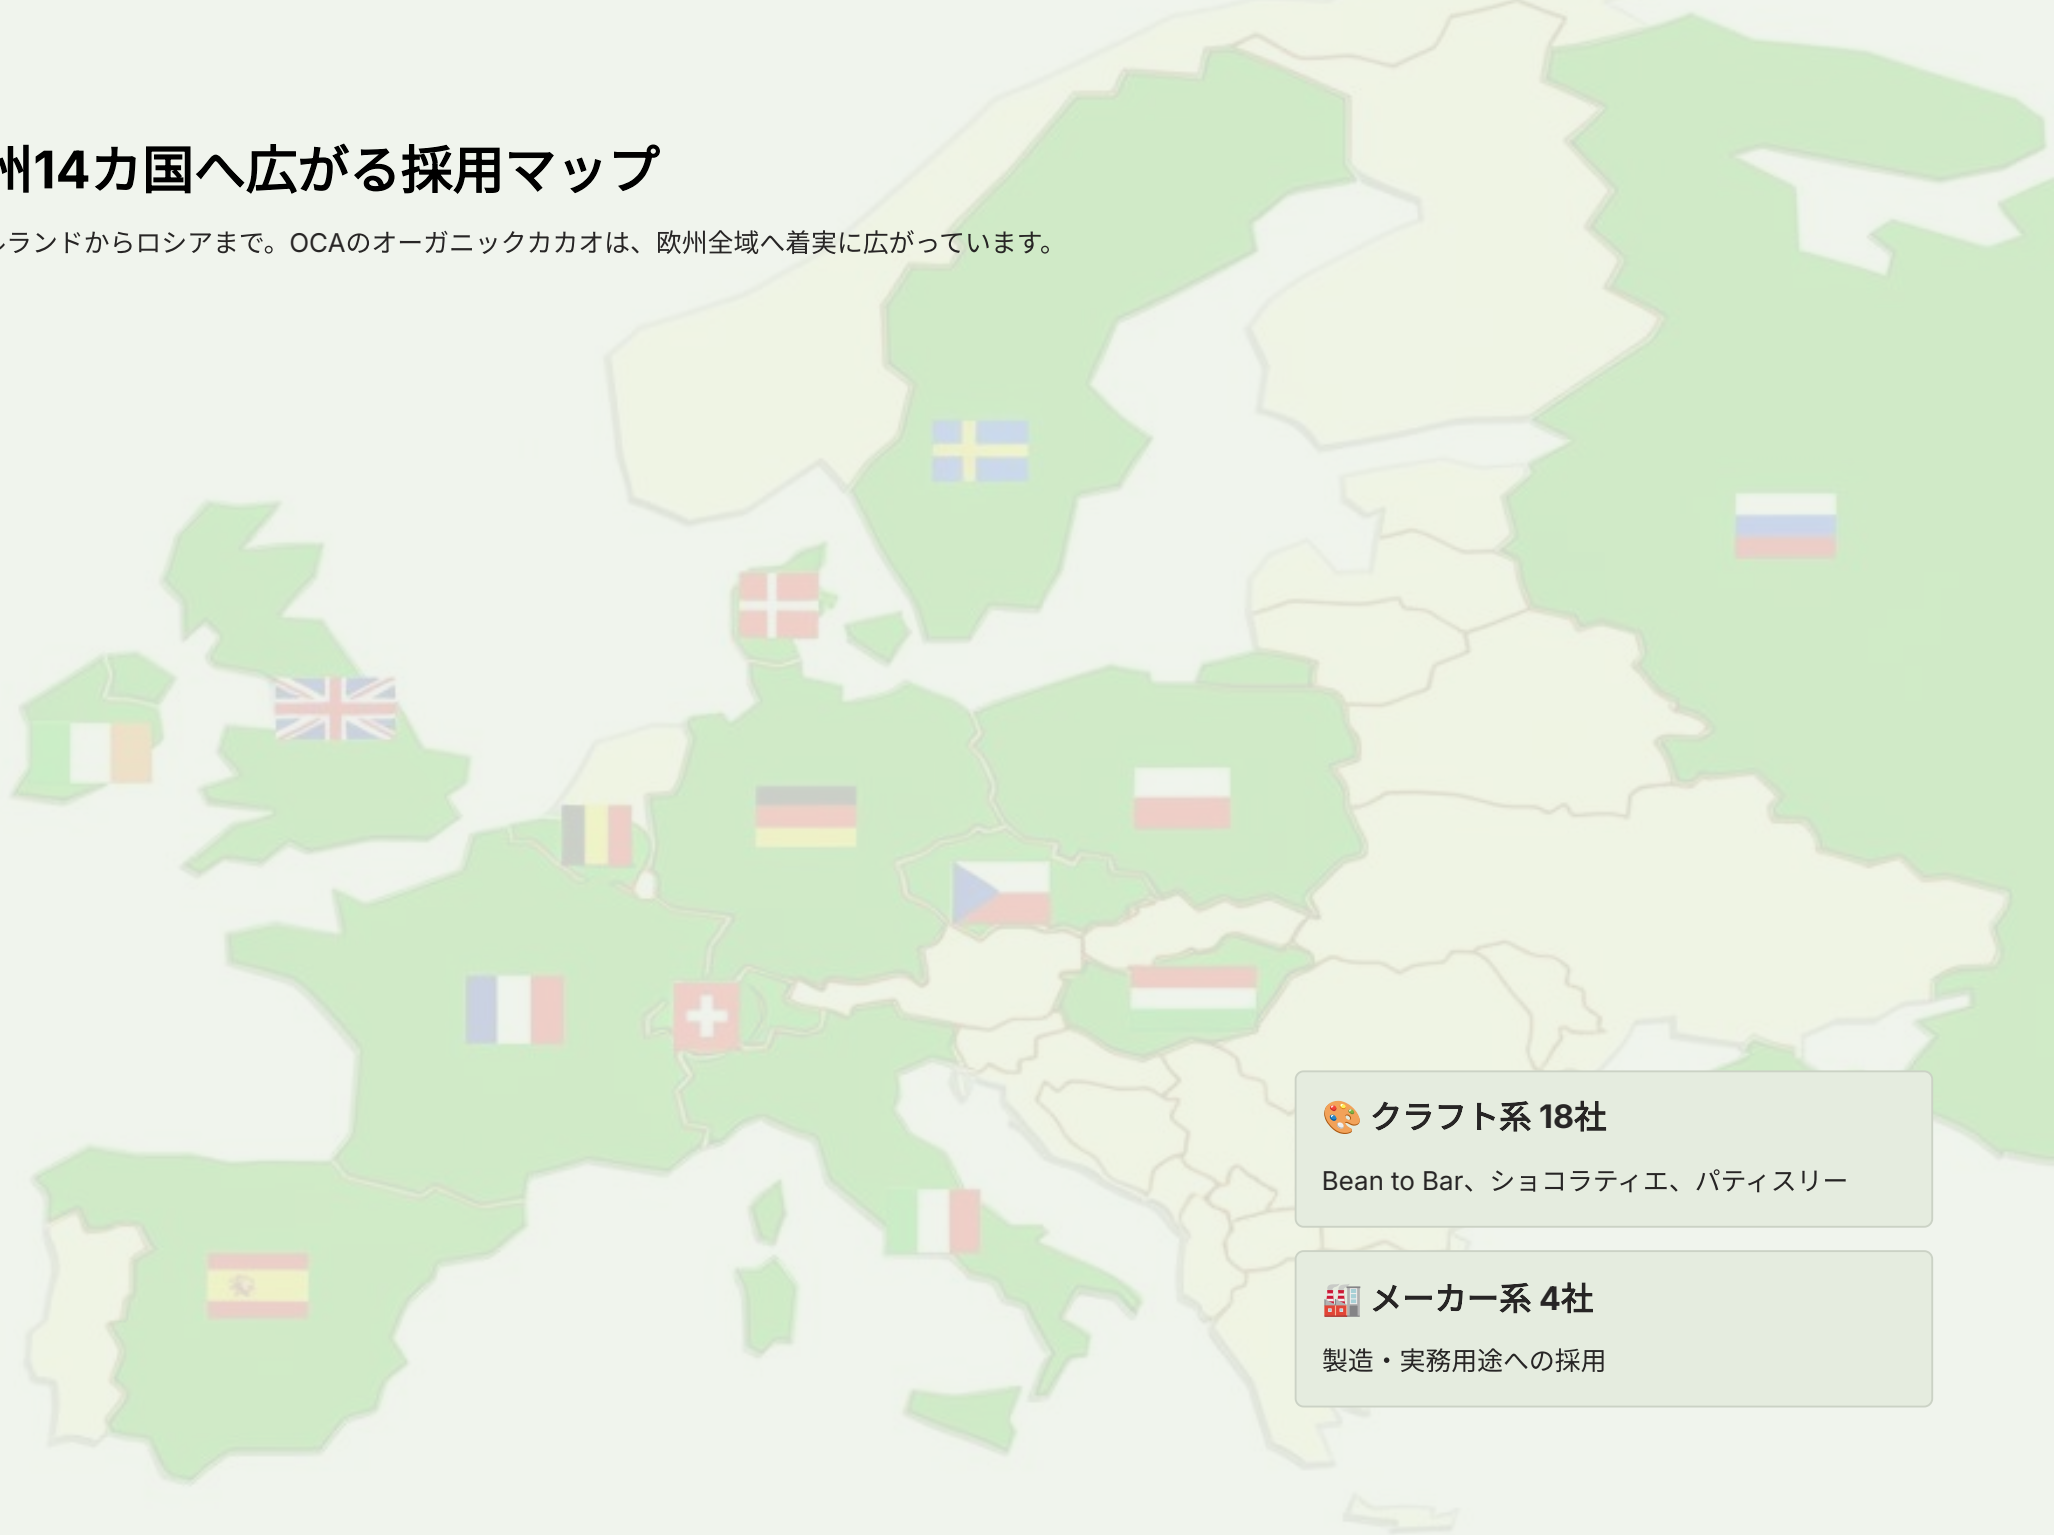 州14カ国へ広がる採用マップ
ルランドからロシアまで。OCAのオーガニックカカオは、欧州全域へ着実に広がっています。
🎨 クラフト系 18社
Bean to Bar、ショコラティエ、パティスリー
🏭 メーカー系 4社
製造・実務用途への採用